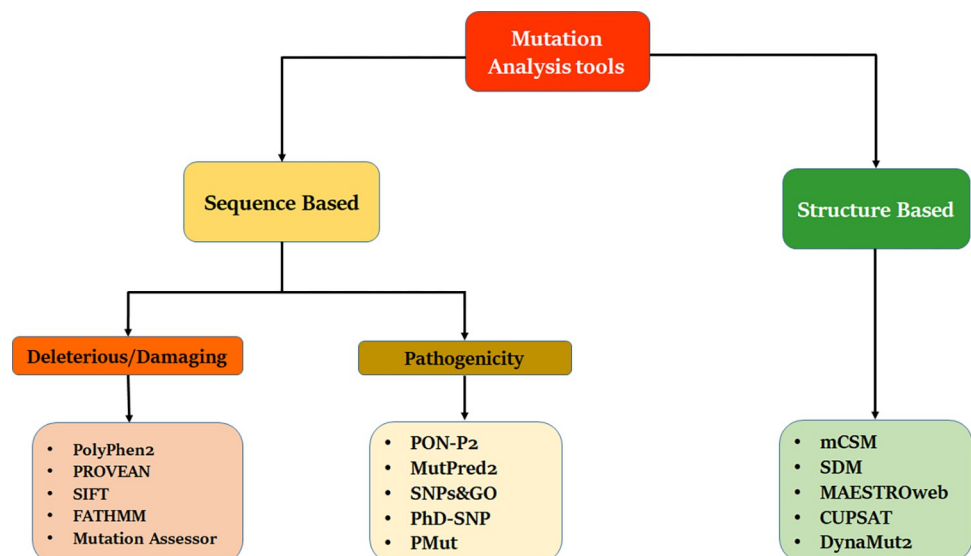 Mutation
Analysis tools
Sequence Based
Structure Based
Deleterious/Damaging
Pathogenicity
• PolyPhen2
• PROVEAN
• SIFT
• FATHMM
• Mutation Assessor
• PON-P2
• MutPred2
• SNPs&GO
• PhD-SNP
• PMut
• mCSM
• SDM
• MAESTROweb
• CUPSAT
• DynaMut2